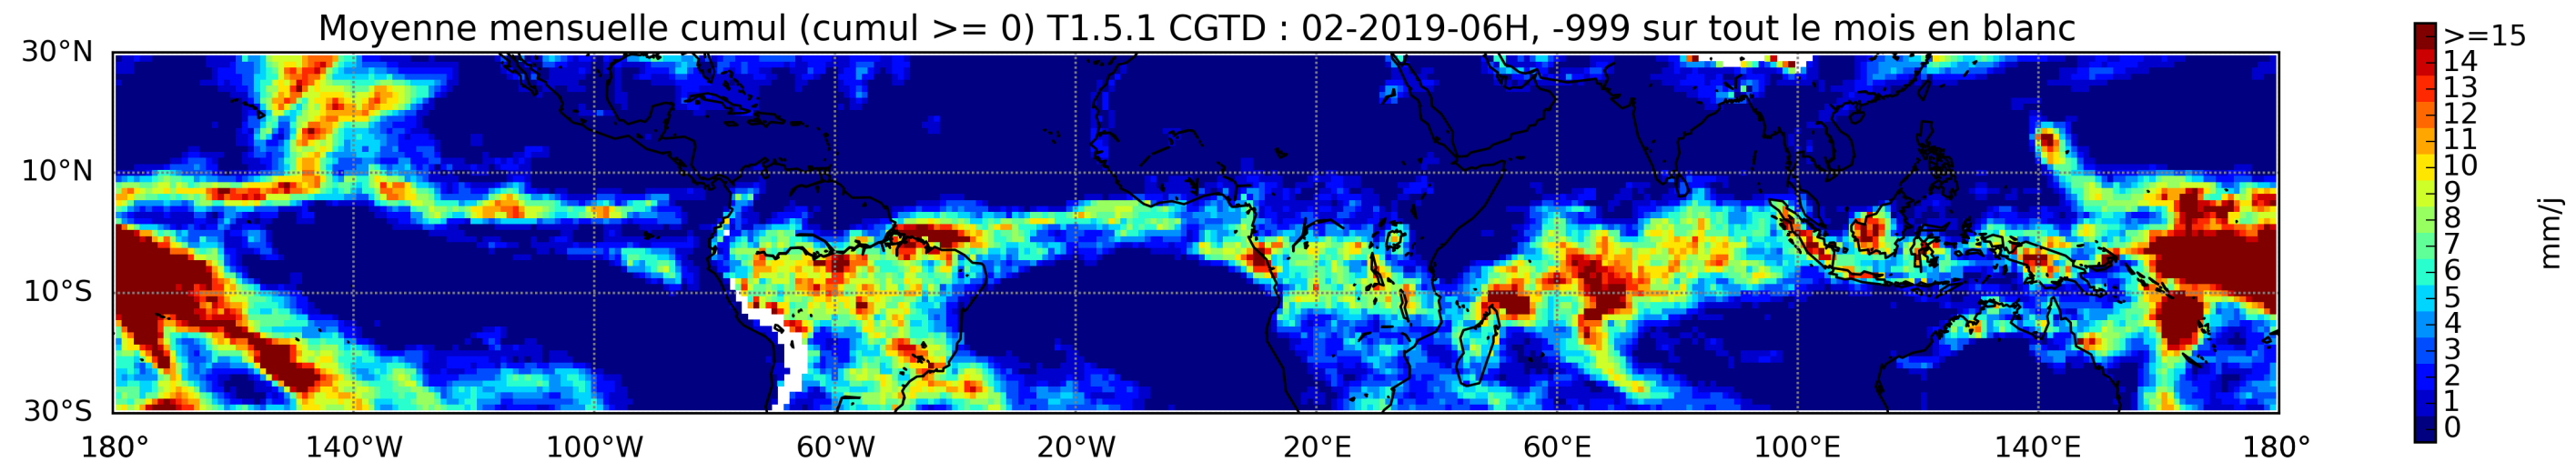 Moyenne mensuelle cumul (cumul >= 0) T1.5.1 CGTD : 02-2019-06H, -999 sur tout le mois en blanc
30°N
10°N
10°S
30°S
180° 140°W 100°W 60°W 20°W 20°E 60°E 100°E 140°E 180°
>=15
14
13
12
11
10
9
8
7
6
5
4
3
2
1
0
mm/j